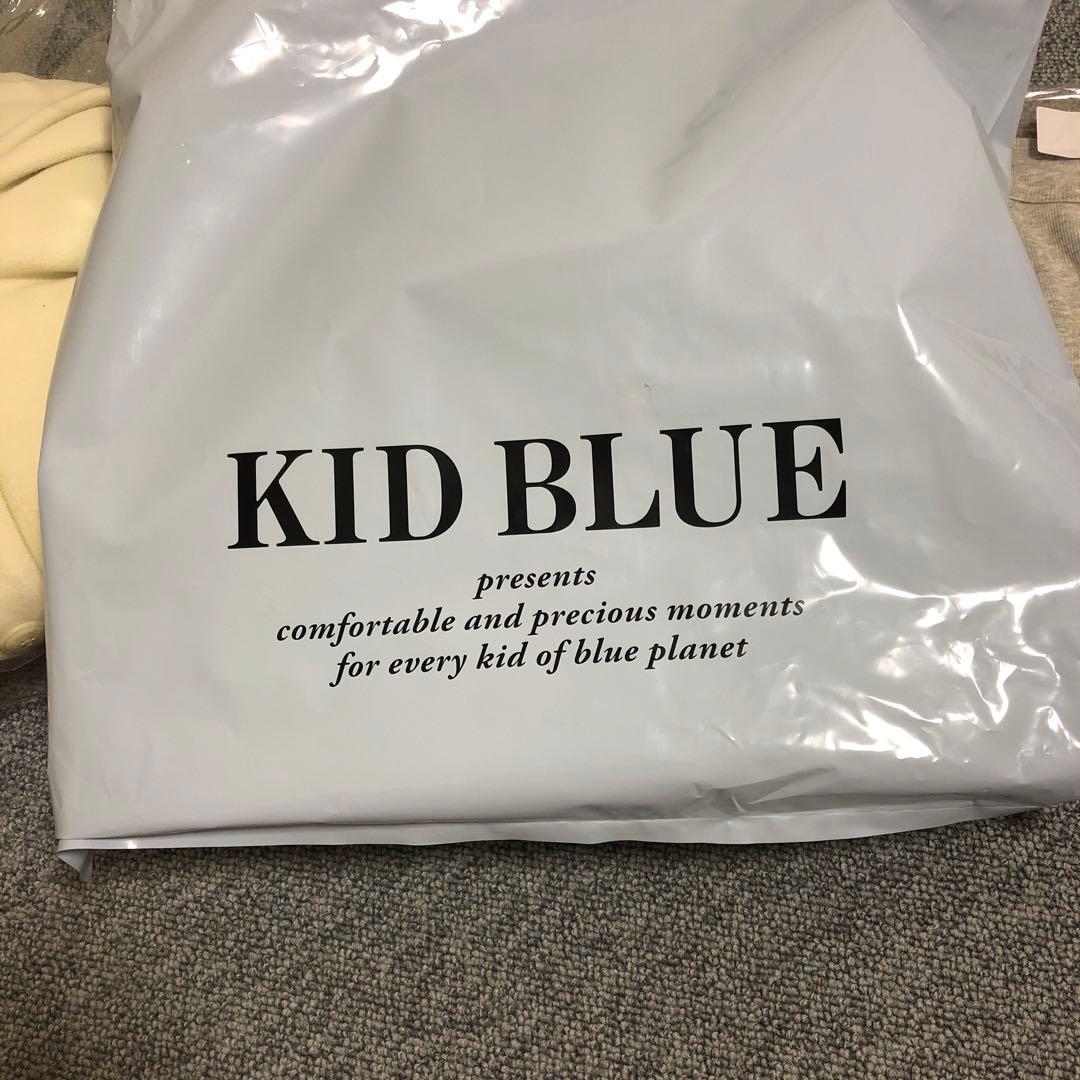 KID BLUE
presents
comfortable and precious moments
for every kid of blue planet